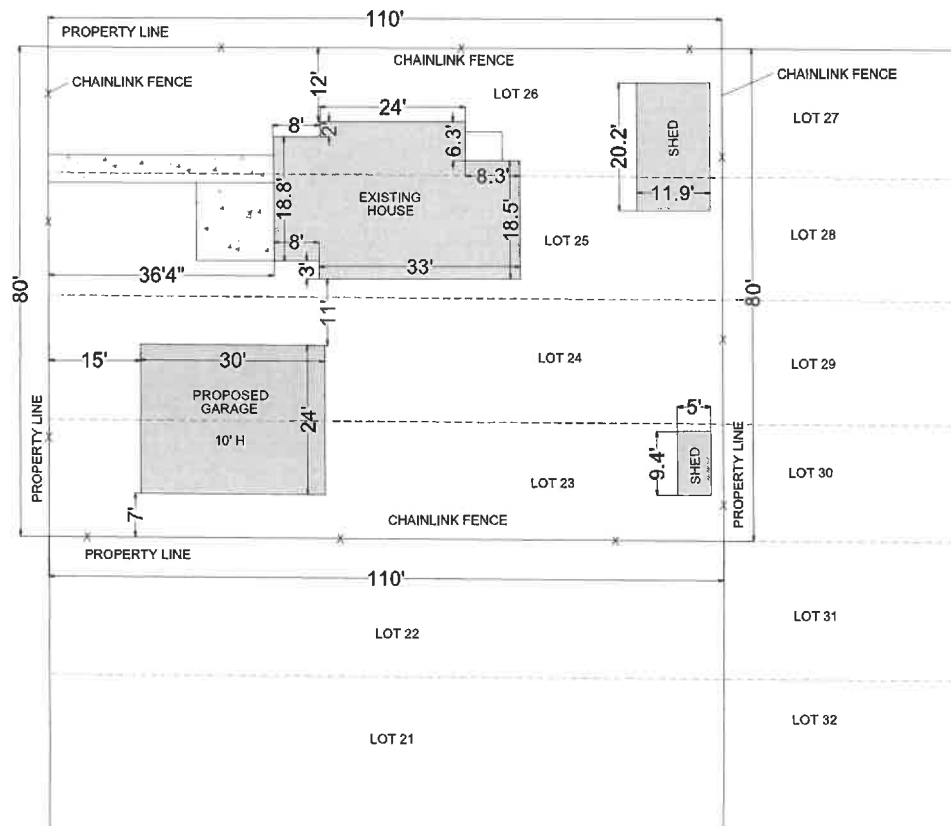 110'
PROPERTY LINE
CHAINLINK FENCE
CHAINLINK FENCE
CHAINLINK FENCE
12'
LOT 26
24'
8'
2'
6.3'
20.2'
SHED
LOT 27
8.3'
11.9'
EXISTING
HOUSE
18.8'
18.5'
8'
LOT 25
LOT 28
36'4"
3'
33'
80'
80'
11'
LOT 24
LOT 29
15'
30'
PROPOSED
GARAGE
10' H
24'
5'
9.4'
SHED
PROPERTY LINE
PROPERTY LINE
LOT 30
LOT 23
7'
CHAINLINK FENCE
PROPERTY LINE
110'
LOT 22
LOT 31
LOT 21
LOT 32